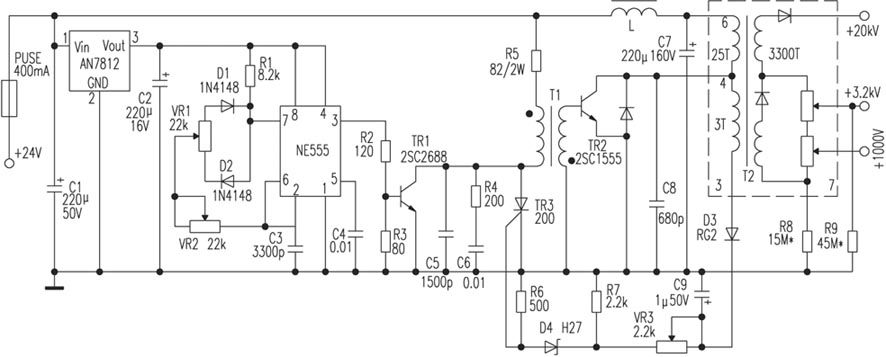 PUSE
400mA
+24V
1
Vin
Vout
3
AN7812
GND
2
C1
220μ
50V
C2
220μ
16V
VR1
22k
D1
1N4148
D2
1N4148
VR2
22k
R1
8.2k
8
4
7
3
NE555
6
5
2
1
C3
3300p
C4
0.01
R2
120
R3
80
TR1
2SC2688
C5
1500p
R4
200
C6
0.01
TR3
200
R5
82/2W
T1
TR2
2SC1555
L
C7
220μ 160V
C8
680p
R6
500
D4
H27
R7
2.2k
VR3
2.2k
C9
1μ50V
D3
RG2
6
25T
4
3T
3
3300T
T2
7
+20kV
+3.2kV
+1000V
R8
15M*
R9
45M*